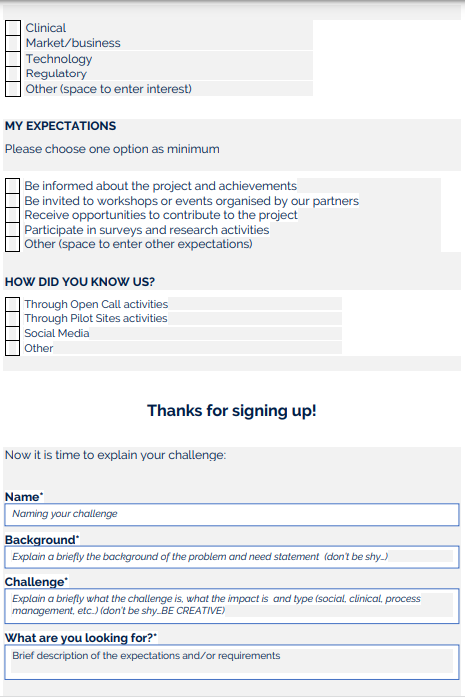 Clinical
Market/business
Technology
Regulatory
Other (space to enter interest)
MY EXPECTATIONS
Please choose one option as minimum
Be informed about the project and achievements
Be invited to workshops or events organised by our partners
Receive opportunities to contribute to the project
Participate in surveys and research activities
Other (space to enter other expectations)
HOW DID YOU KNOW US?
Through Open Call activities
Through Pilot Sites activities
Social Media
Other
Thanks for signing up!
Now it is time to explain your challenge:
Name*
Naming your challenge
Background*
Explain a briefly the background of the problem and need statement (don't be shy...)
Challenge*
Explain a briefly what the challenge is, what the impact is and type (social, clinical, process
management, etc..) (don't be shy...BE CREATIVE)
What are you looking for?*
Brief description of the expectations and/or requirements